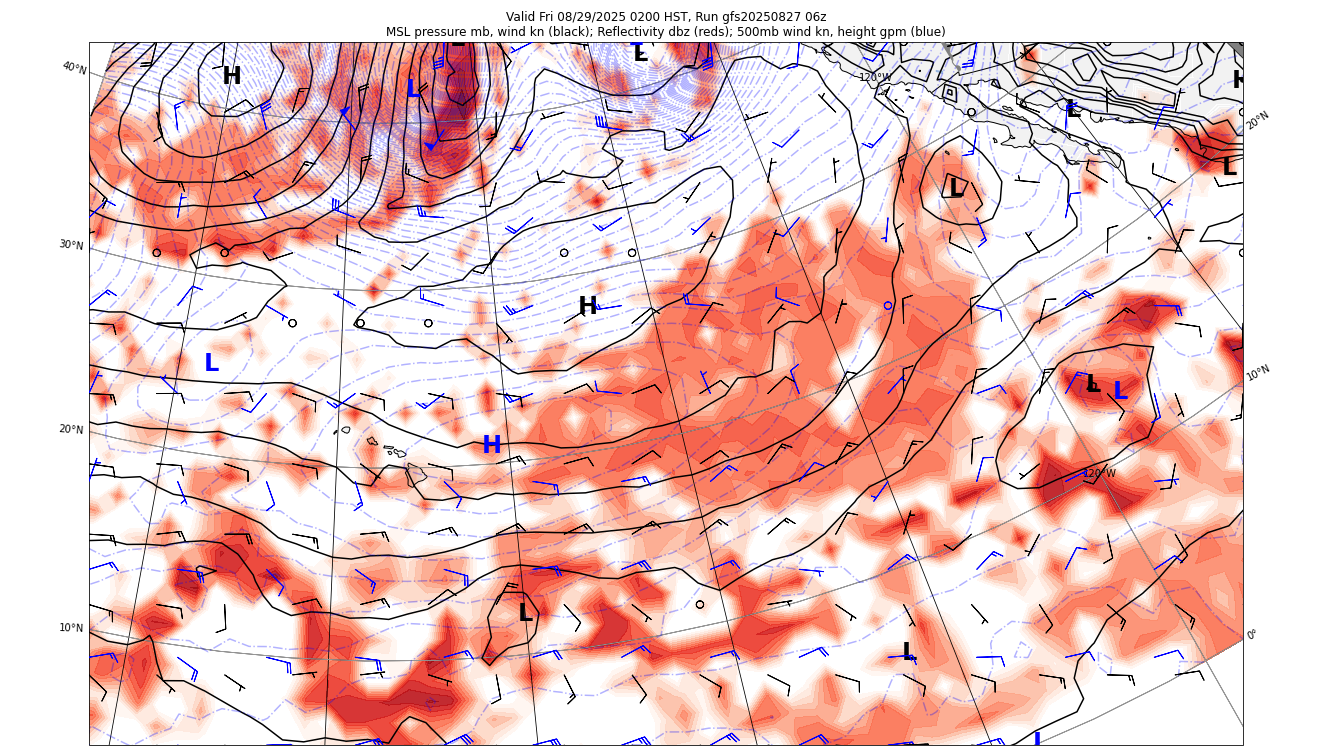 Valid Fri 08/29/2025 0200 HST, Run gfs20250827 06z
MSL pressure mb, wind kn (black); Reflectivity dbz (reds); 500mb wind kn, height gpm (blue)
L
40°N
H
L
120°W
H
L
20°N
L
L
30°N
H
L
10°N
L
L
20°N
H
120°W
L
10°N
0°
L
L